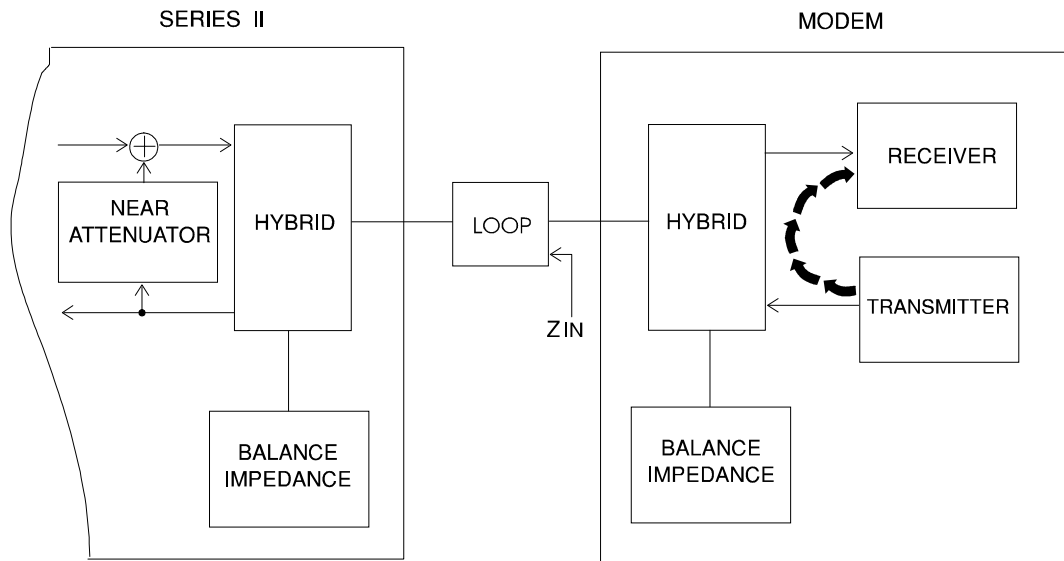 SERIES II
MODEM
NEAR
ATTENUATOR
HYBRID
BALANCE
IMPEDANCE
LOOP
ZIN
HYBRID
RECEIVER
TRANSMITTER
BALANCE
IMPEDANCE